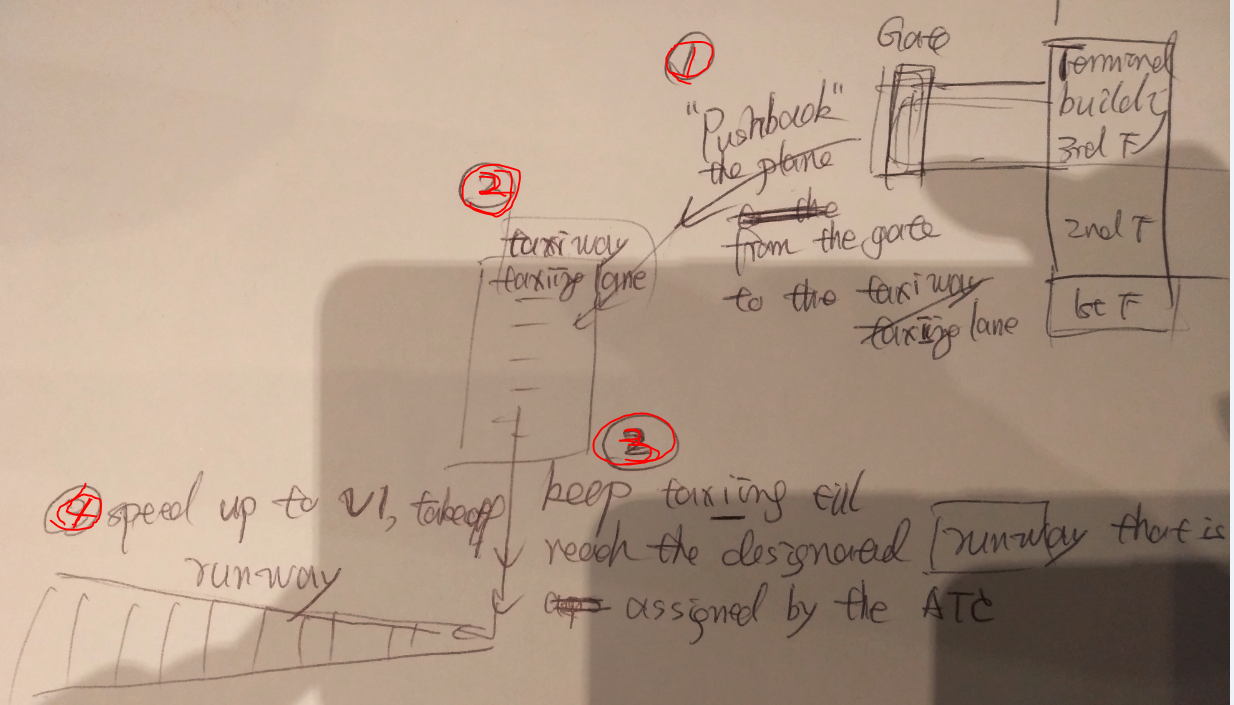 Gate
Terminal
buildi
3rd F
2nd F
1st F
1
"Pushback"
the plane
from the gate
to the taxiway
taxiing lane
2
taxiway
taxiing lane
3
keep taxiing till
reach the designated runway that is
assigned by the ATC
4 speed up to V1, takeoff
runway